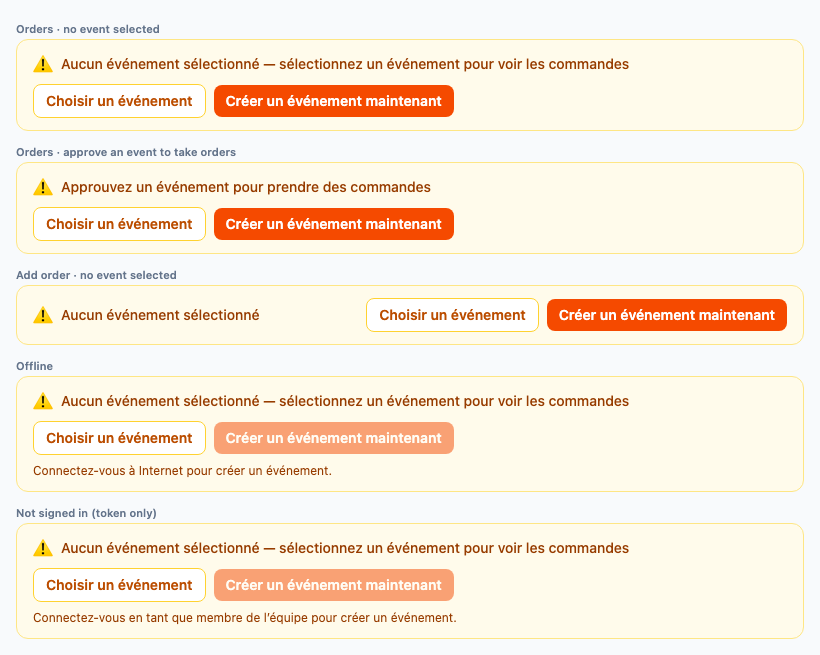 Orders · no event selected
⚠️ Aucun événement sélectionné — sélectionnez un événement pour voir les commandes
Choisir un événement Créer un événement maintenant
Orders · approve an event to take orders
⚠️ Approuvez un événement pour prendre des commandes
Choisir un événement Créer un événement maintenant
Add order · no event selected
⚠️ Aucun événement sélectionné Choisir un événement Créer un événement maintenant
Offline
⚠️ Aucun événement sélectionné — sélectionnez un événement pour voir les commandes
Choisir un événement Créer un événement maintenant
Connectez-vous à Internet pour créer un événement.
Not signed in (token only)
⚠️ Aucun événement sélectionné — sélectionnez un événement pour voir les commandes
Choisir un événement Créer un événement maintenant
Connectez-vous en tant que membre de l'équipe pour créer un événement.